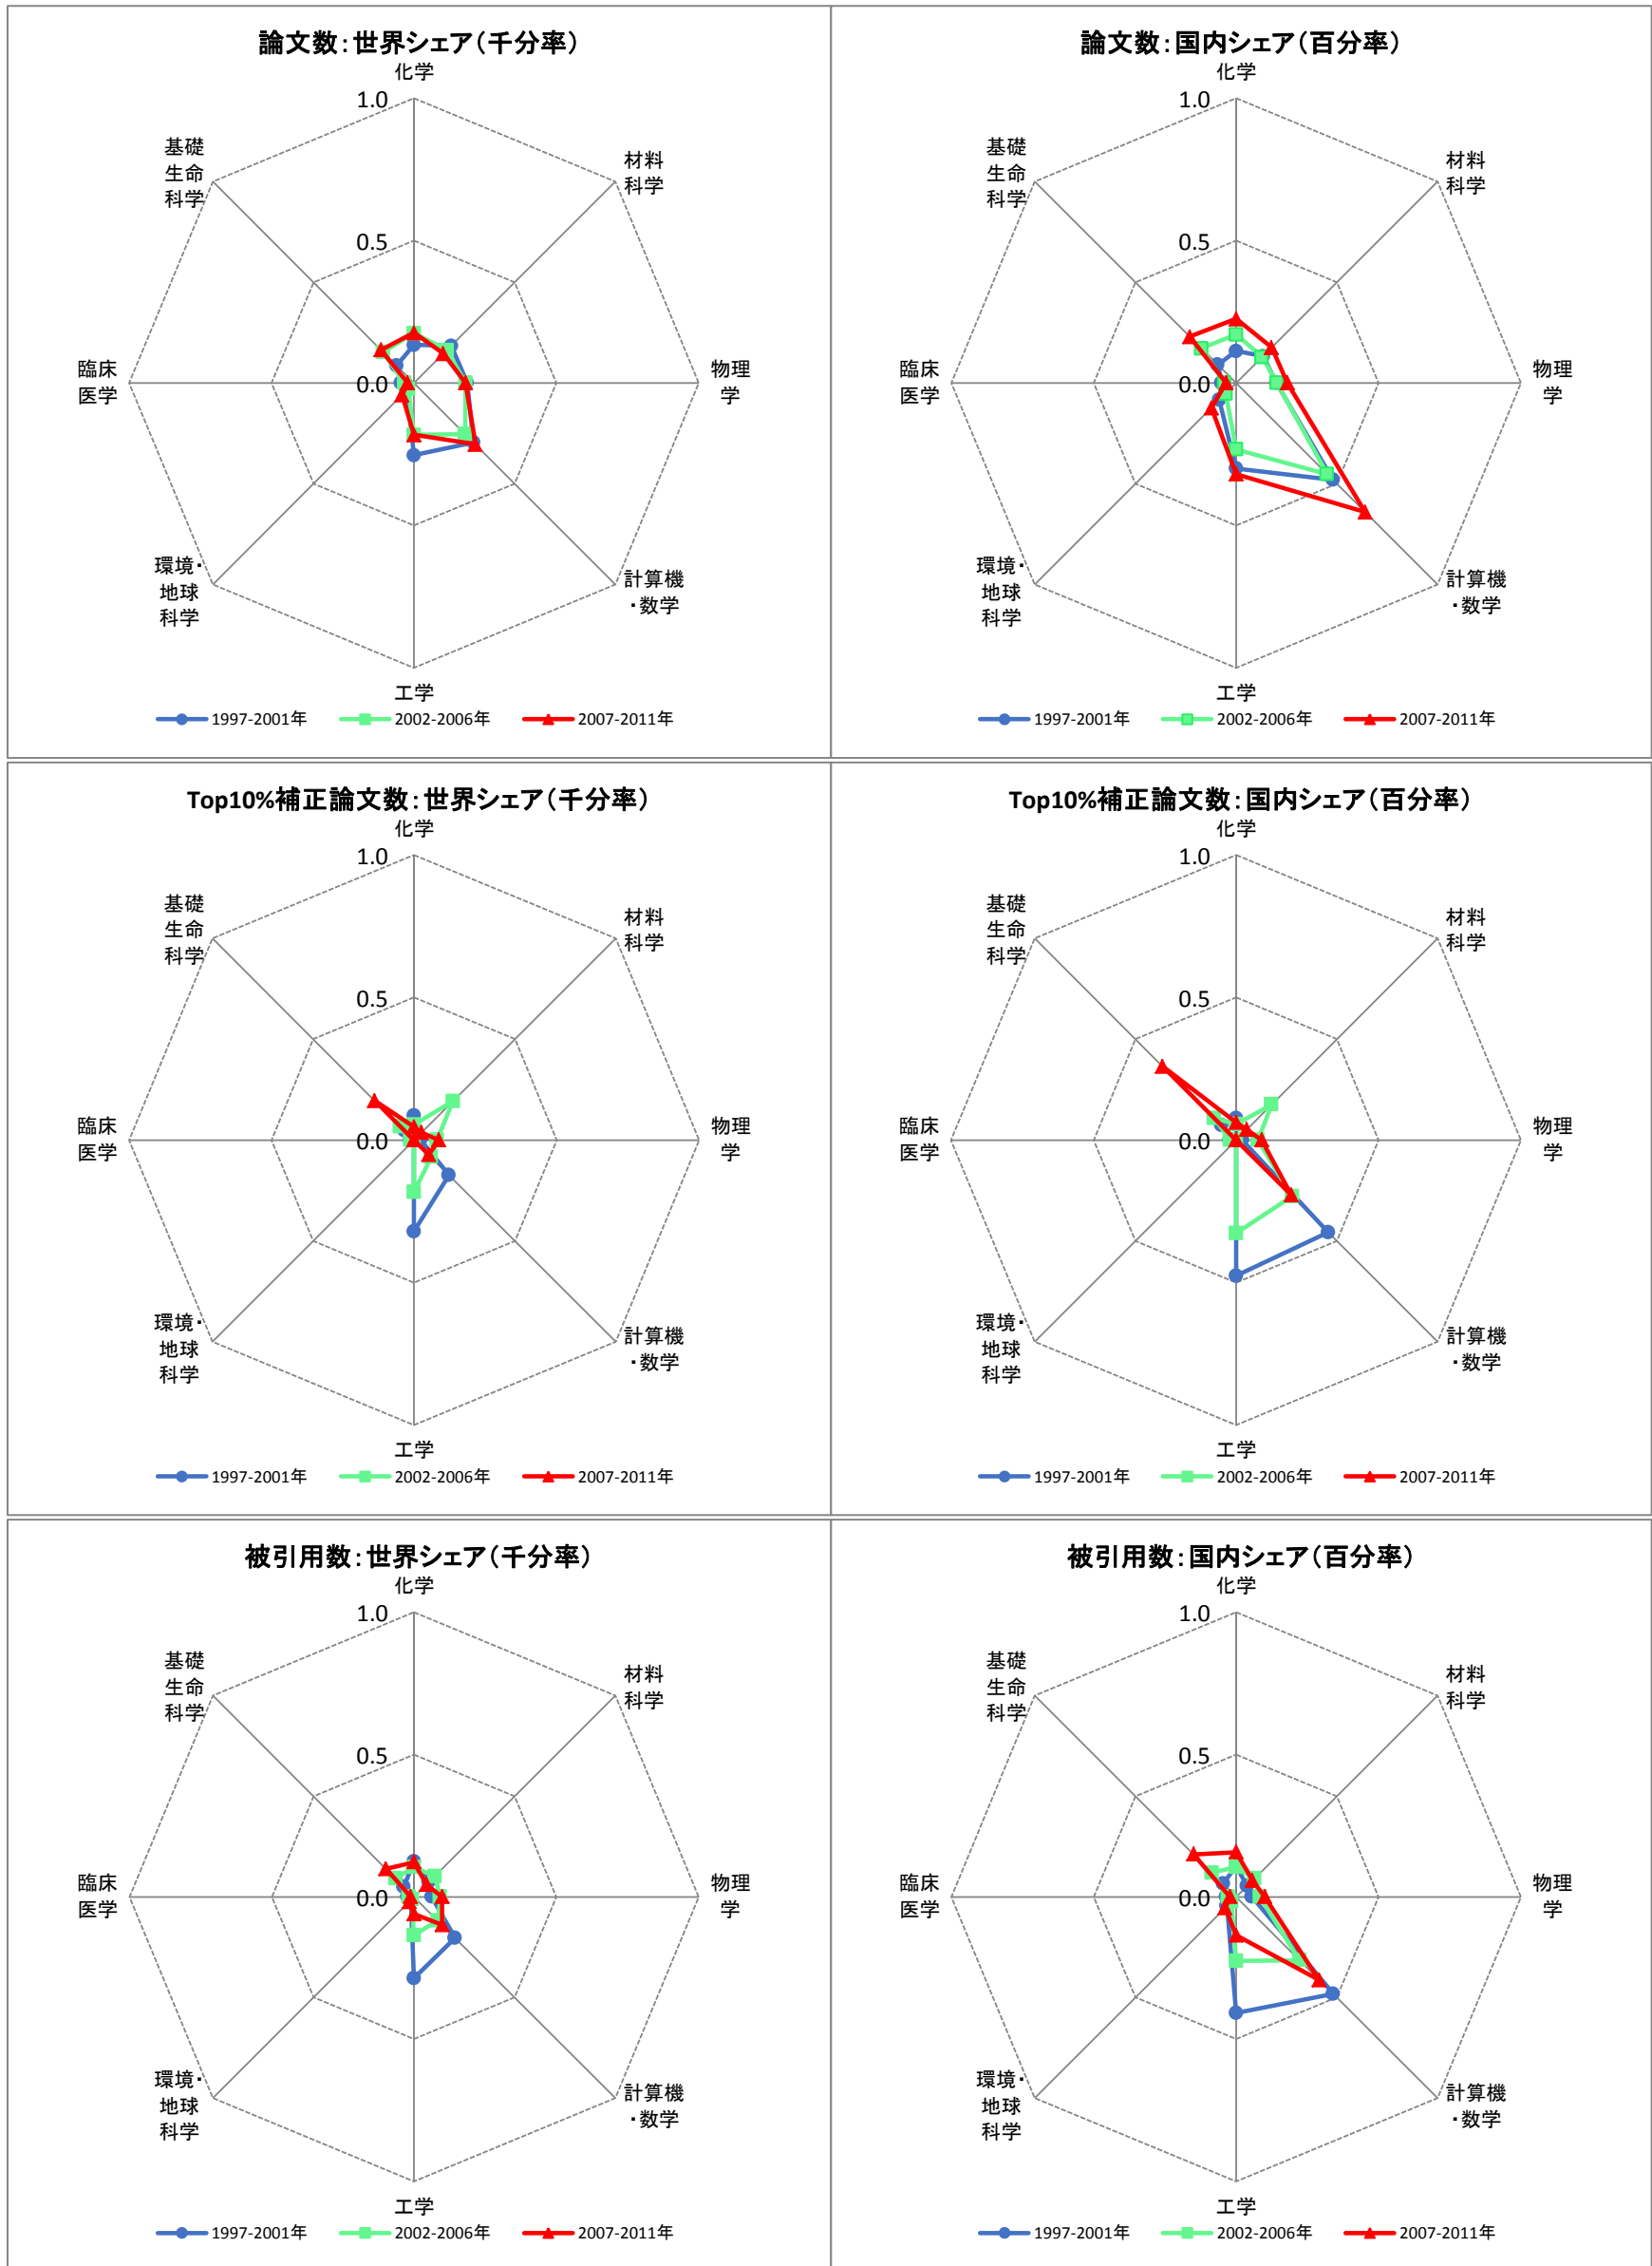 論文数：世界シェア（千分率）
化学
1.0
基礎
生命
科学
材料
科学
0.5
臨床
医学
0.0
物理
学
環境・
地球
科学
計算機
・数学
工学
1997-2001年
2002-2006年
2007-2011年
論文数：国内シェア（百分率）
化学
1.0
基礎
生命
科学
材料
科学
0.5
臨床
医学
0.0
物理
学
環境・
地球
科学
計算機
・数学
工学
1997-2001年
2002-2006年
2007-2011年
Top10%補正論文数：世界シェア（千分率）
化学
1.0
基礎
生命
科学
材料
科学
0.5
臨床
医学
0.0
物理
学
環境・
地球
科学
計算機
・数学
工学
1997-2001年
2002-2006年
2007-2011年
Top10%補正論文数：国内シェア（百分率）
化学
1.0
基礎
生命
科学
材料
科学
0.5
臨床
医学
0.0
物理
学
環境・
地球
科学
計算機
・数学
工学
1997-2001年
2002-2006年
2007-2011年
被引用数：世界シェア（千分率）
化学
1.0
基礎
生命
科学
材料
科学
0.5
臨床
医学
0.0
物理
学
環境・
地球
科学
計算機
・数学
工学
1997-2001年
2002-2006年
2007-2011年
被引用数：国内シェア（百分率）
化学
1.0
基礎
生命
科学
材料
科学
0.5
臨床
医学
0.0
物理
学
環境・
地球
科学
計算機
・数学
工学
1997-2001年
2002-2006年
2007-2011年